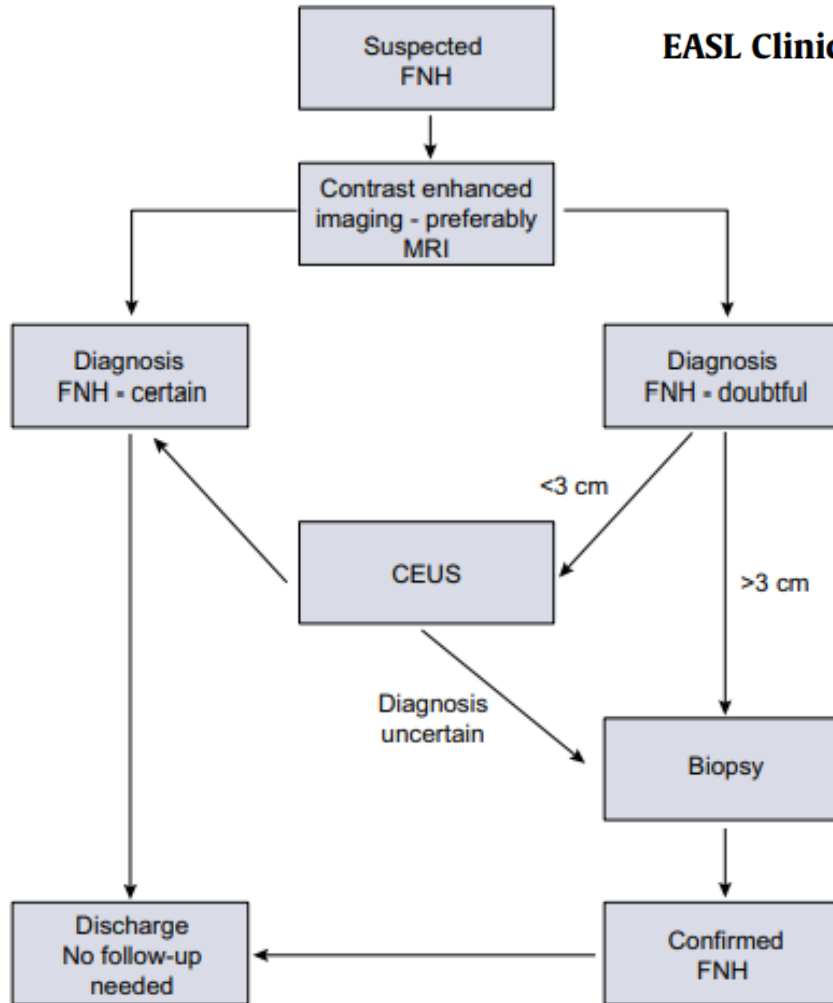 Suspected
FNH
EASL Clinic
Contrast enhanced
imaging - preferably
MRI
Diagnosis
FNH - certain
Diagnosis
FNH - doubtful
<3 cm
CEUS
>3 cm
Diagnosis
uncertain
Biopsy
Discharge
No follow-up
needed
Confirmed
FNH